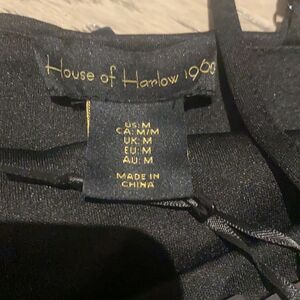 House of Harlow 1960
US: M
CA: M/M
UK: M
EU: M
AU: M
MADE IN
CHINA